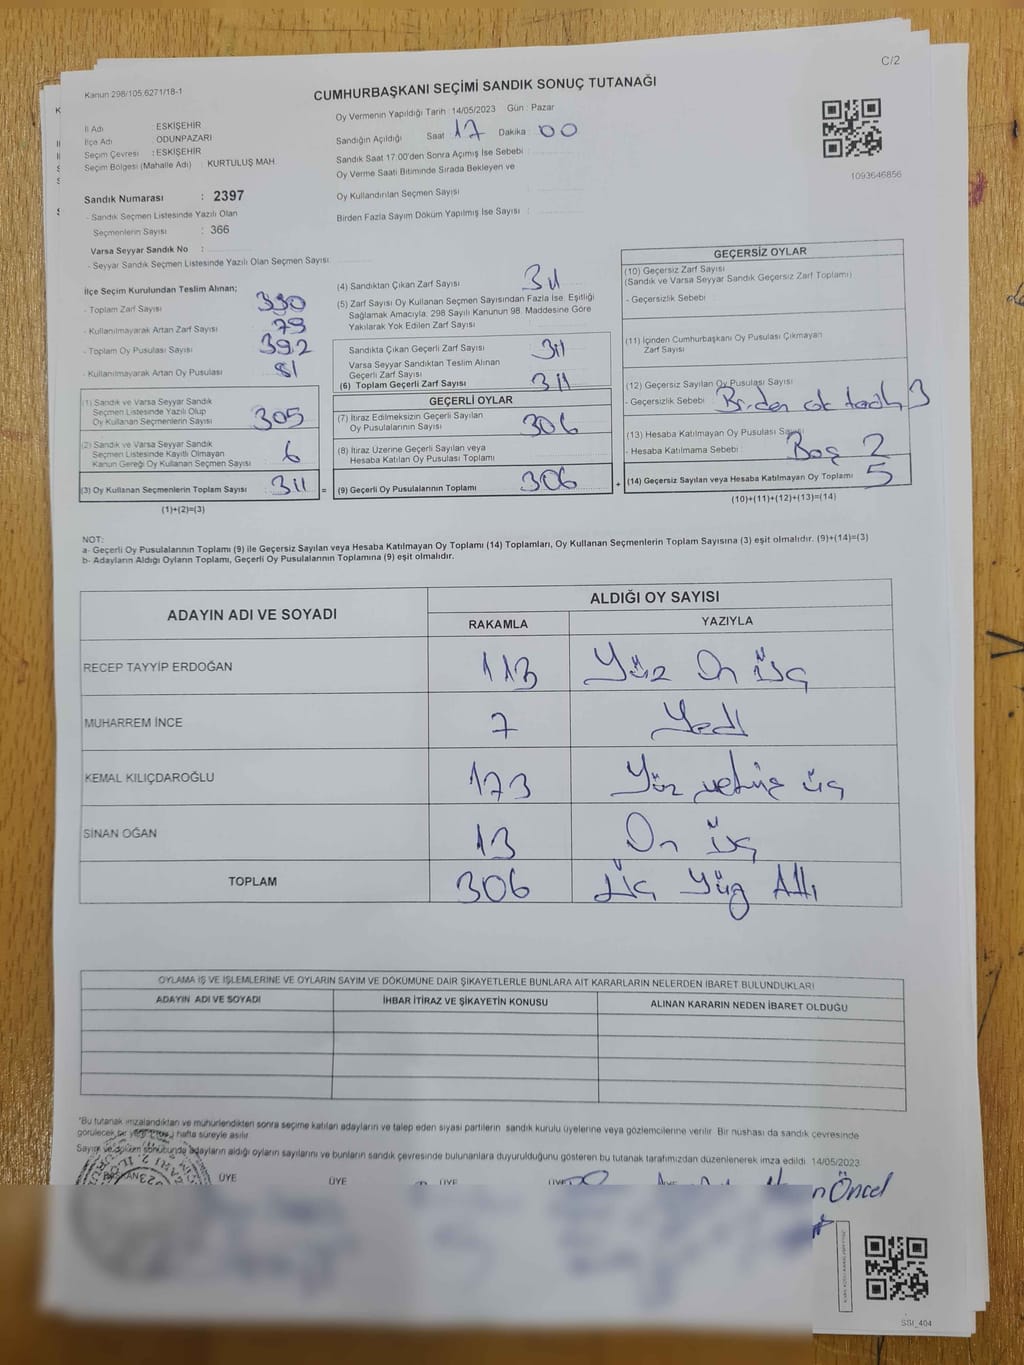 C/2
Kanun 298/105,6271/18-1
CUMHURBAŞKANI SEÇİMİ SANDIK SONUÇ TUTANAĞI
İl Adı : ESKİŞEHİR
İlçe Adı : ODUNPAZARI
Seçim Çevresi : ESKİŞEHİR
Seçim Bölgesi (Mahalle Adı) : KURTULUŞ MAH.
Sandık Numarası : 2397
- Sandık Seçmen Listesinde Yazılı Olan
Seçmenlerin Sayısı : 366
Varsa Seyyar Sandık No :
- Seyyar Sandık Seçmen Listesinde Yazılı Olan Seçmen Sayısı
Oy Vermenin Yapıldığı Tarih : 14/05/2023 Gün : Pazar
Sandığın Açıldığı Saat : 17 Dakika : 00
Sandık Saat 17:00'den Sonra Açılmış İse Sebebi :
Oy Verme Saati Bitiminde Sırada Bekleyen ve
Oy Kullandırılan Seçmen Sayısı :
Birden Fazla Sayım Döküm Yapılmış İse Sayısı :
1093646856
İlçe Seçim Kurulundan Teslim Alınan;
- Toplam Zarf Sayısı : 390
- Kullanılmayarak Artan Zarf Sayısı : 79
- Toplam Oy Pusulası Sayısı : 392
- Kullanılmayarak Artan Oy Pusulası : 81
(1) Sandık ve Varsa Seyyar Sandık
Seçmen Listesinde Yazılı Olup
Oy Kullanan Seçmenlerin Sayısı 305
(2) Sandık ve Varsa Seyyar Sandık
Seçmen Listesinde Kayıtlı Olmayan
Kanun Gereği Oy Kullanan Seçmen Sayısı 6
(3) Oy Kullanan Seçmenlerin Toplam Sayısı 311 =
(1)+(2)=(3)
(4) Sandıktan Çıkan Zarf Sayısı : 311
(5) Zarf Sayısı Oy Kullanan Seçmen Sayısından Fazla İse, Eşitliği
Sağlamak Amacıyla; 298 Sayılı Kanunun 98. Maddesine Göre
Yakılarak Yok Edilen Zarf Sayısı :
Sandıkta Çıkan Geçerli Zarf Sayısı : 311
Varsa Seyyar Sandıktan Teslim Alınan
Geçerli Zarf Sayısı :
(6) Toplam Geçerli Zarf Sayısı : 311
GEÇERLİ OYLAR
(7) İtiraz Edilmeksizin Geçerli Sayılan
Oy Pusulalarının Sayısı : 306
(8) İtiraz Üzerine Geçerli Sayılan veya
Hesaba Katılan Oy Pusulası Toplamı :
(9) Geçerli Oy Pusulalarının Toplamı : 306 +
GEÇERSİZ OYLAR
(10) Geçersiz Zarf Sayısı
(Sandık ve Varsa Seyyar Sandık Geçersiz Zarf Toplamı)
- Geçersizlik Sebebi
(11) İçinden Cumhurbaşkanı Oy Pusulası Çıkmayan
Zarf Sayısı
(12) Geçersiz Sayılan Oy Pusulası Sayısı
- Geçersizlik Sebebi Birden çok tercih 3
(13) Hesaba Katılmayan Oy Pusulası Sayısı
- Hesaba Katılmama Sebebi Boş 2
(14) Geçersiz Sayılan veya Hesaba Katılmayan Oy Toplamı 5
(10)+(11)+(12)+(13)=(14)
NOT:
a- Geçerli Oy Pusulalarının Toplamı (9) ile Geçersiz Sayılan veya Hesaba Katılmayan Oy Toplamı (14) Toplamları, Oy Kullanan Seçmenlerin Toplam Sayısına (3) eşit olmalıdır. (9)+(14)=(3)
b- Adayların Aldığı Oyların Toplamı, Geçerli Oy Pusulalarının Toplamına (9) eşit olmalıdır.
ADAYIN ADI VE SOYADI ALDIĞI OY SAYISI
RAKAMLA YAZIYLA
RECEP TAYYİP ERDOĞAN 113 Yüz On Üç
MUHARREM İNCE 7 Yedi
KEMAL KILIÇDAROĞLU 173 Yüz yetmiş üç
SİNAN OĞAN 13 On üç
TOPLAM 306 Üç Yüz Altı
OYLAMA İŞ VE İŞLEMLERİNE VE OYLARIN SAYIM VE DÖKÜMÜNE DAİR ŞİKAYETLERLE BUNLARA AİT KARARLARIN NELERDEN İBARET BULUNDUKLARI
ADAYIN ADI VE SOYADI İHBAR İTİRAZ VE ŞİKAYETİN KONUSU ALINAN KARARIN NEDEN İBARET OLDUĞU
*Bu tutanak imzalandıktan ve mühürlendikten sonra seçime katılan adayların ve talep eden siyasi partilerin sandık kurulu üyelerine veya gözlemcilerine verilir. Bir nüshası da sandık çevresinde
görülecek bir yere 1 hafta süreyle asılır.
Sayım ve döküm sonucunda adayların aldığı oyların sayılarını ve bunların sandık çevresinde bulunanlara duyurulduğunu gösteren bu tutanak tarafımızdan düzenlenerek imza edildi. 14/05/2023
BAŞKAN ÜYE ÜYE ÜYE ÜYE
Öncel
SSI_404